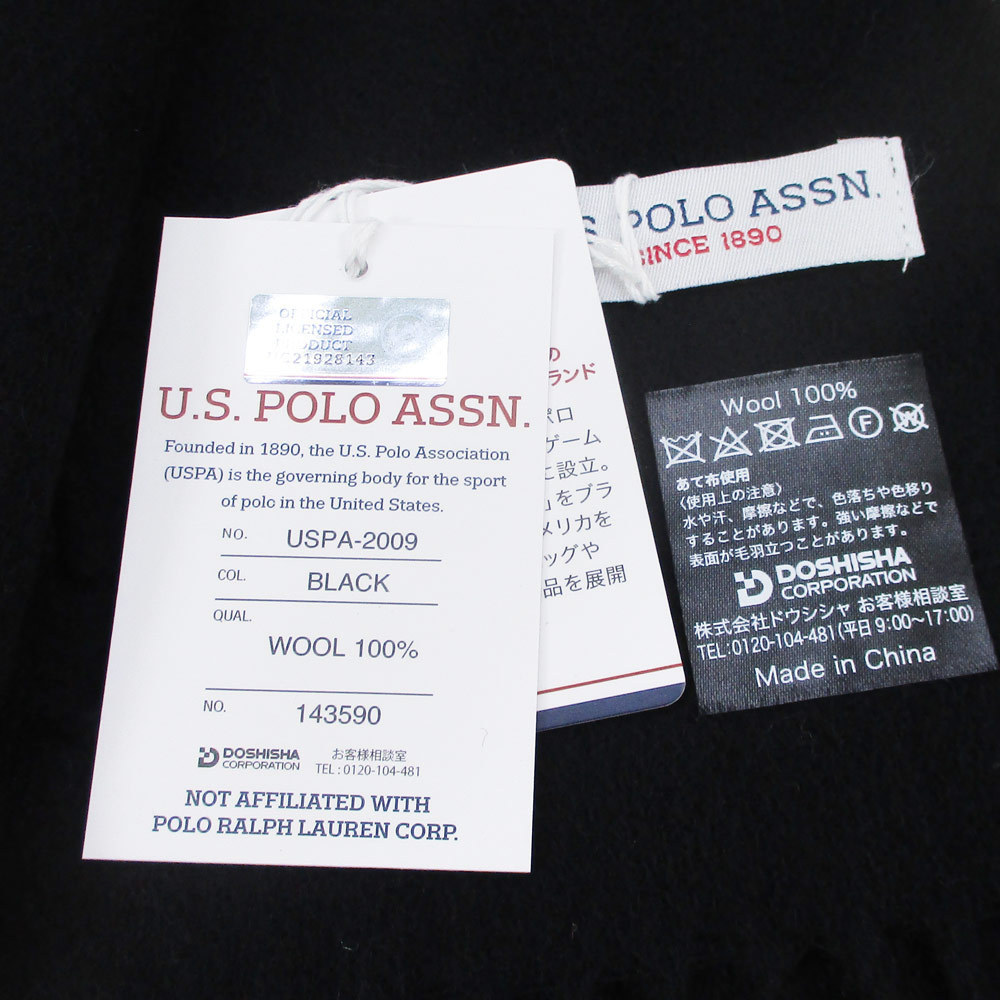 OFFICIAL
LICENSED
PRODUCT
21928143
U.S. POLO ASSN.
Founded in 1890, the U.S. Polo Association
(USPA) is the governing body for the sport
of polo in the United States.
NO. USPA-2009
COL. BLACK
QUAL.
WOOL 100%
NO. 143590
DOSHISHA
CORPORATION
お客様相談室
TEL : 0120-104-481
NOT AFFILIATED WITH
POLO RALPH LAUREN CORP.
の
ランド
ポロ
ゲーム
に設立。
をブラ
メリカを
ッグや
品を展開
S. POLO ASSN.
SINCE 1890
Wool 100%
F
W
あて布使用
〈使用上の注意〉
水や汗、摩擦などで、色落ちや色移り
することがあります。強い摩擦などで
表面が毛羽立つことがあります。
DOSHISHA
CORPORATION
株式会社ドウシシャ お客様相談室
TEL:0120-104-481(平日9:00~17:00)
Made in China